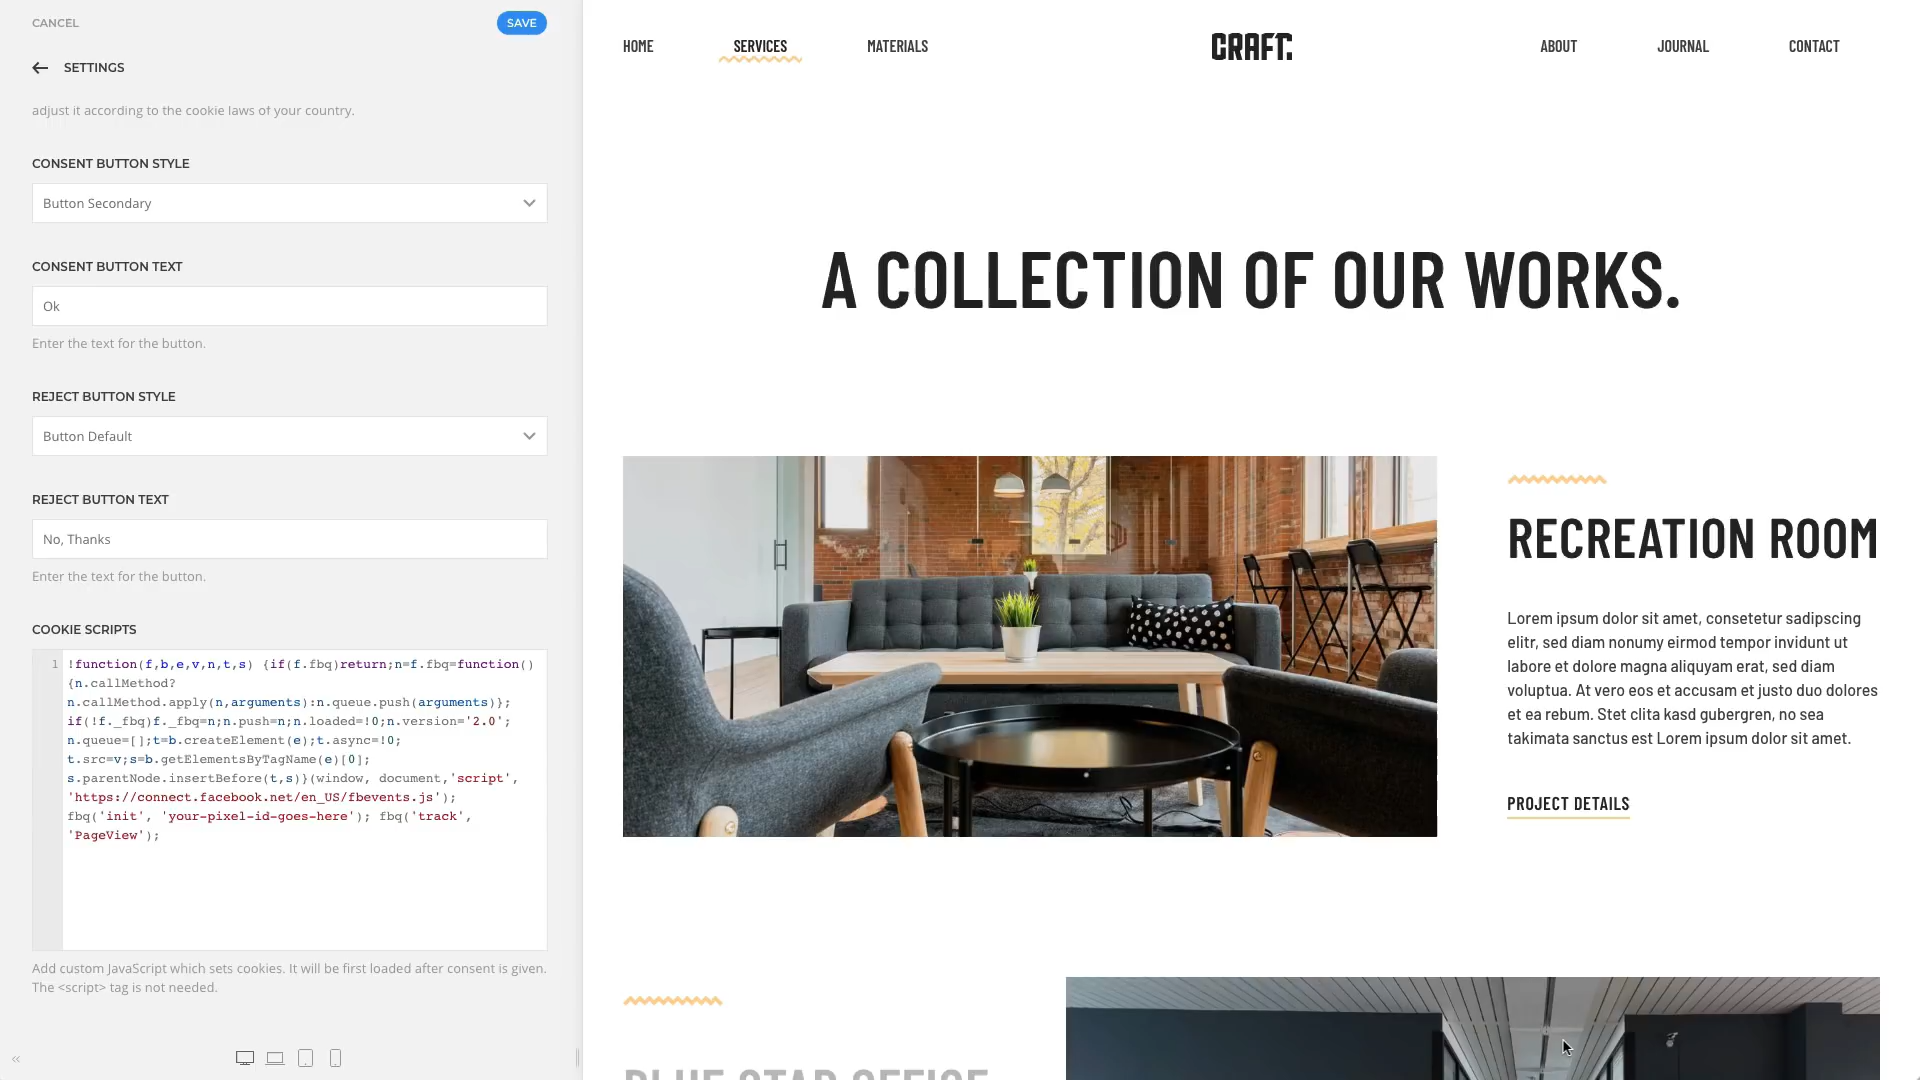 CANCEL
SAVE
SETTINGS
adjust it according to the cookie laws of your country.
CONSENT BUTTON STYLE
Button Secondary
CONSENT BUTTON TEXT
Ok
Enter the text for the button.
REJECT BUTTON STYLE
Button Default
REJECT BUTTON TEXT
No, Thanks
Enter the text for the button.
COOKIE SCRIPTS
1 !function(f,b,e,v,n,t,s) {if(f.fbq)return;n=f.fbq=function()
{n.callMethod?
n.callMethod.apply(n,arguments):n.queue.push(arguments)};
if(!f._fbq)f._fbq=n;n.push=n;n.loaded=!0;n.version='2.0';
n.queue=[];t=b.createElement(e);t.async=!0;
t.src=v;s=b.getElementsByTagName(e)[0];
s.parentNode.insertBefore(t,s)}(window, document,'script',
'https://connect.facebook.net/en_US/fbevents.js');
fbq('init', 'your-pixel-id-goes-here'); fbq('track',
'PageView');
Add custom JavaScript which sets cookies. It will be first loaded after consent is given.
The <script> tag is not needed.
HOME SERVICES MATERIALS CRAFT. ABOUT JOURNAL CONTACT
A COLLECTION OF OUR WORKS.
RECREATION ROOM
Lorem ipsum dolor sit amet, consetetur sadipscing
elitr, sed diam nonumy eirmod tempor invidunt ut
labore et dolore magna aliquyam erat, sed diam
voluptua. At vero eos et accusam et justo duo dolores
et ea rebum. Stet clita kasd gubergren, no sea
takimata sanctus est Lorem ipsum dolor sit amet.
PROJECT DETAILS
BLUE STAR OFFICE